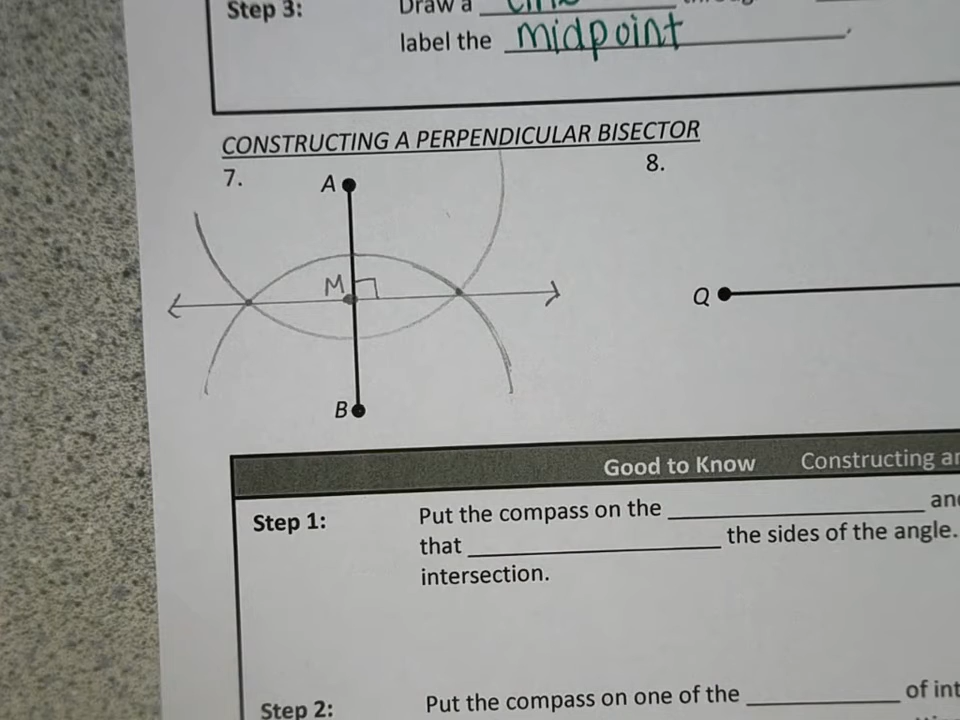 Step 3: Draw a line
label the midpoint.
CONSTRUCTING A PERPENDICULAR BISECTOR
7.
8.
A
M
Q
B
Good to Know Constructing
Step 1: Put the compass on the
that the sides of the angle.
intersection.
Step 2: Put the compass on one of the of